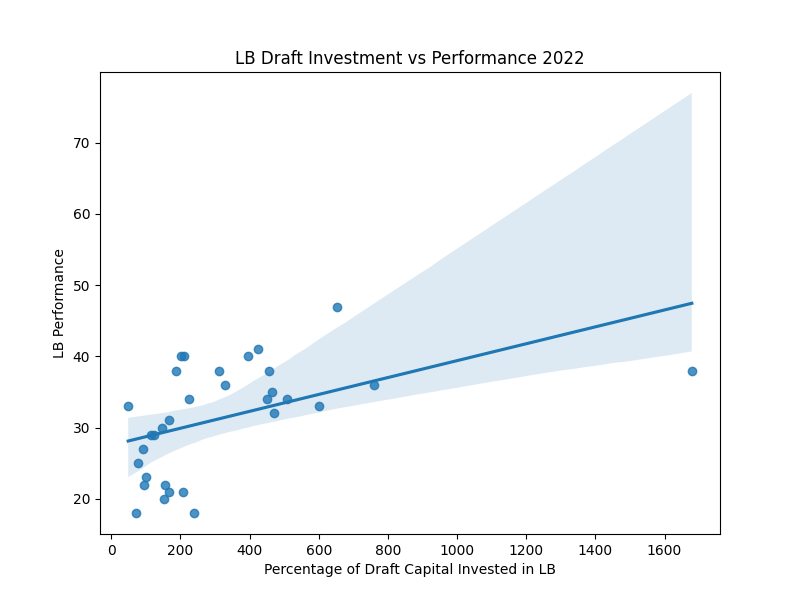 LB Draft Investment vs Performance 2022
70
60
50
40
30
20
LB Performance
0 200 400 600 800 1000 1200 1400 1600
Percentage of Draft Capital Invested in LB